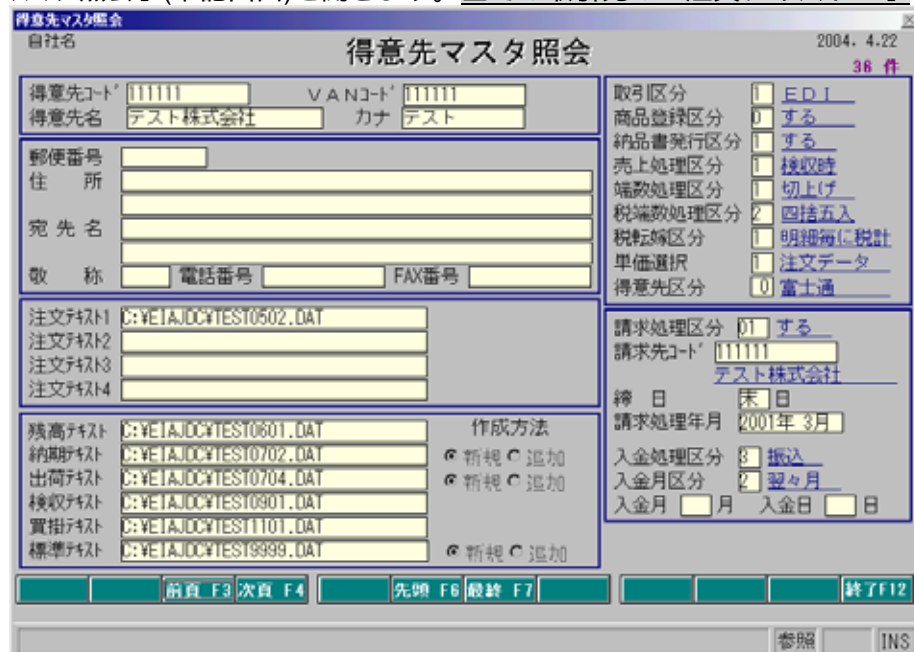 得意先マスタ照会
自社名
得意先マスタ照会
2004. 4.22
36 件
得意先コード 111111 VANコード 111111
得意先名 テスト株式会社 カナ テスト
郵便番号
住 所
宛 先 名
敬 称 電話番号 FAX番号
注文テキスト1 C:¥EIAJDC¥TEST0502.DAT
注文テキスト2
注文テキスト3
注文テキスト4
残高テキスト C:¥EIAJDC¥TEST0601.DAT 作成方法
納期テキスト C:¥EIAJDC¥TEST0702.DAT 新規 追加
出荷テキスト C:¥EIAJDC¥TEST0704.DAT 新規 追加
検収テキスト C:¥EIAJDC¥TEST0901.DAT
買掛テキスト C:¥EIAJDC¥TEST1101.DAT
標準テキスト C:¥EIAJDC¥TEST9999.DAT 新規 追加
取引区分 1 EDI
商品登録区分 0 する
納品書発行区分 1 する
売上処理区分 1 検収時
端数処理区分 1 切上げ
税端数処理区分 2 四捨五入
税転嫁区分 1 明細毎に税計
単価選択 1 注文データ
得意先区分 0 富士通
請求処理区分 01 する
請求先コード 111111
テスト株式会社
締 日 末 日
請求処理年月 2001年 3月
入金処理区分 3 振込
入金月区分 2 翌々月
入金月 月 入金日 日
前頁 F3 次頁 F4 先頭 F6 最終 F7 終了F12
参照 INS